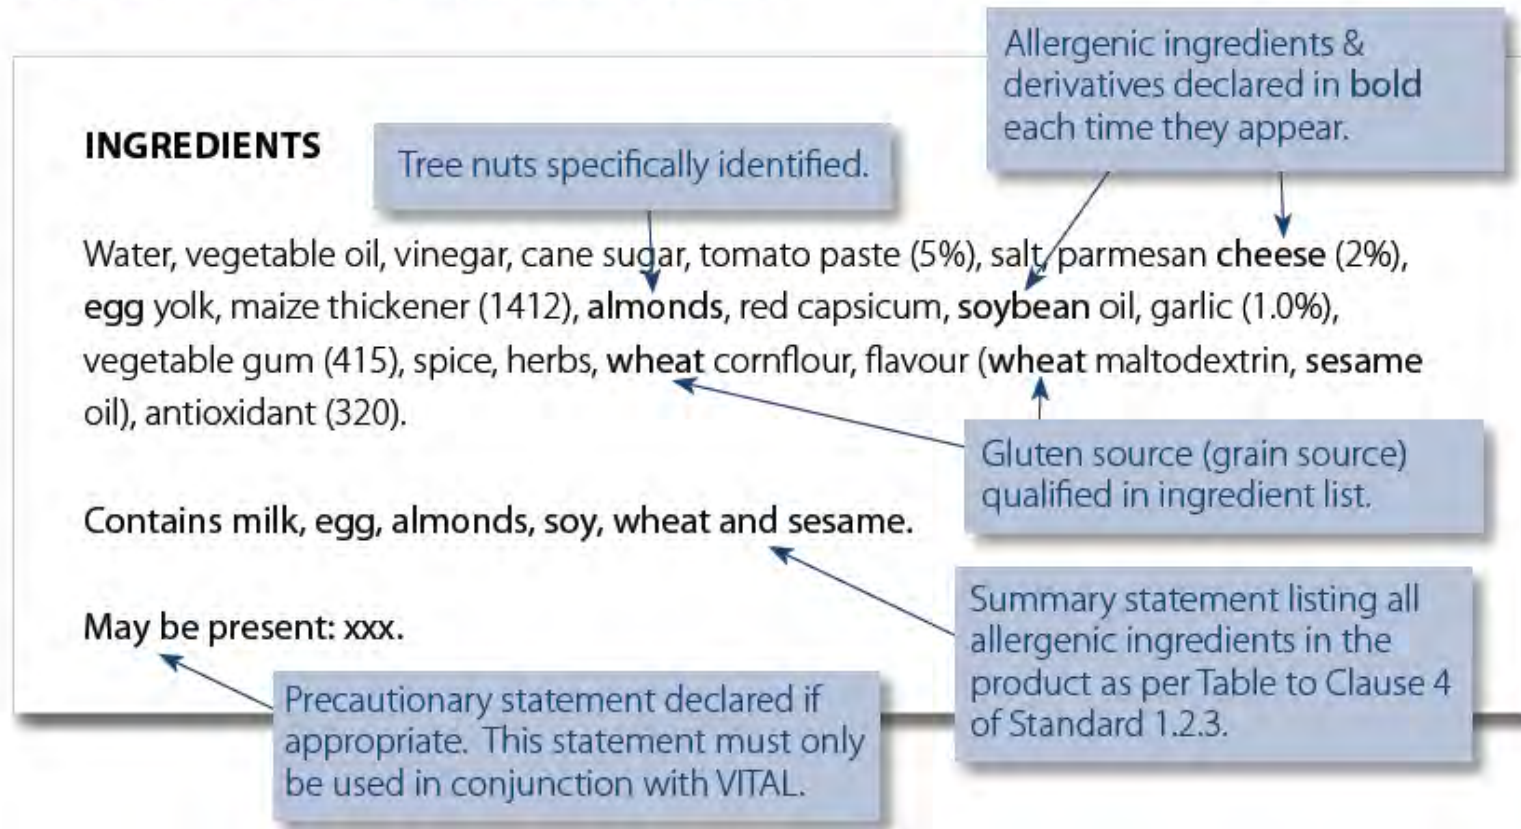 Allergenic ingredients &
derivatives declared in bold
each time they appear.
INGREDIENTS
Tree nuts specifically identified.
Water, vegetable oil, vinegar, cane sugar, tomato paste (5%), salt, parmesan cheese (2%),
egg yolk, maize thickener (1412), almonds, red capsicum, soybean oil, garlic (1.0%),
vegetable gum (415), spice, herbs, wheat cornflour, flavour (wheat maltodextrin, sesame
oil), antioxidant (320).
Gluten source (grain source)
qualified in ingredient list.
Contains milk, egg, almonds, soy, wheat and sesame.
Summary statement listing all
allergenic ingredients in the
product as per Table to Clause 4
of Standard 1.2.3.
May be present: xxx.
Precautionary statement declared if
appropriate. This statement must only
be used in conjunction with VITAL.